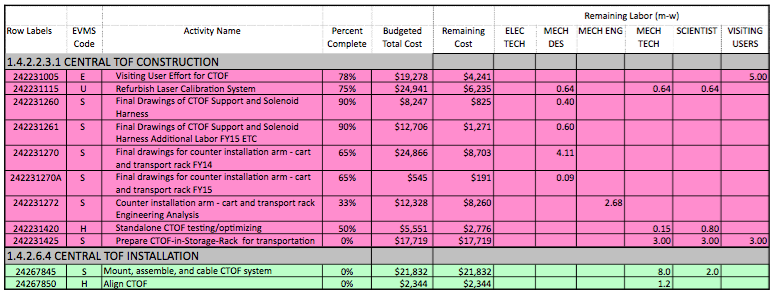 Remaining Labor (m-w)
Row Labels EVMS Code Activity Name Percent Complete Budgeted Total Cost Remaining Cost ELEC TECH MECH DES MECH ENG MECH TECH SCIENTIST VISITING USERS
1.4.2.2.3.1 CENTRAL TOF CONSTRUCTION
242231005 E Visiting User Effort for CTOF 78% $19,278 $4,241 5.00
242231115 U Refurbish Laser Calibration System 75% $24,941 $6,235 0.64 0.64 0.64
242231260 S Final Drawings of CTOF Support and Solenoid 90% $8,247 $825 0.40
Harness
242231261 S Final Drawings of CTOF Support and Solenoid 90% $12,706 $1,271 0.60
Harness Additional Labor FY15 ETC
242231270 S Final drawings for counter installation arm - cart 65% $24,866 $8,703 4.11
and transport rack FY14
242231270A S Final drawings for counter installation arm - cart 65% $545 $191 0.09
and transport rack FY15
242231272 S Counter installation arm - cart and transport rack 33% $12,328 $8,260 2.68
Engineering Analysis
242231420 H Standalone CTOF testing/optimizing 50% $5,551 $2,776 0.15 0.80
242231425 S Prepare CTOF-in-Storage-Rack for transportation 0% $17,719 $17,719 3.00 3.00 3.00
1.4.2.6.4 CENTRAL TOF INSTALLATION
24267845 S Mount, assemble, and cable CTOF system 0% $21,832 $21,832 8.0 2.0
24267850 H Align CTOF 0% $2,344 $2,344 1.2